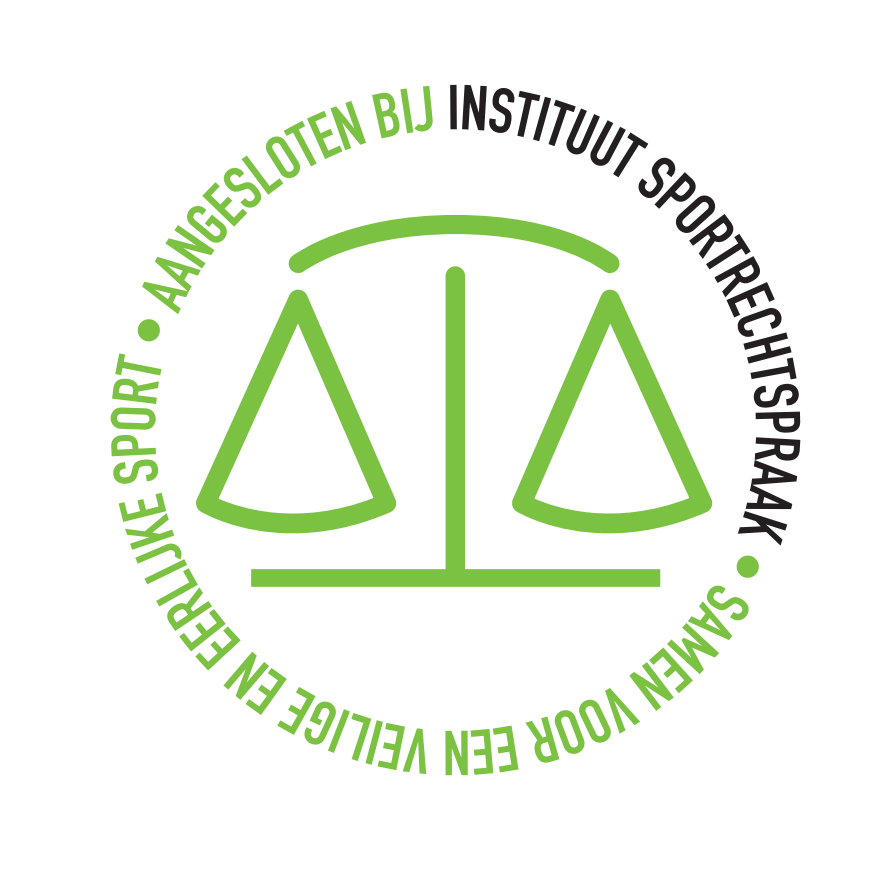 AANGESLOTEN BIJ INSTITUUT SPORTRECHTSPRAAK • SAMEN VOOR EEN VEILIGE EN EERLIJKE SPORT •